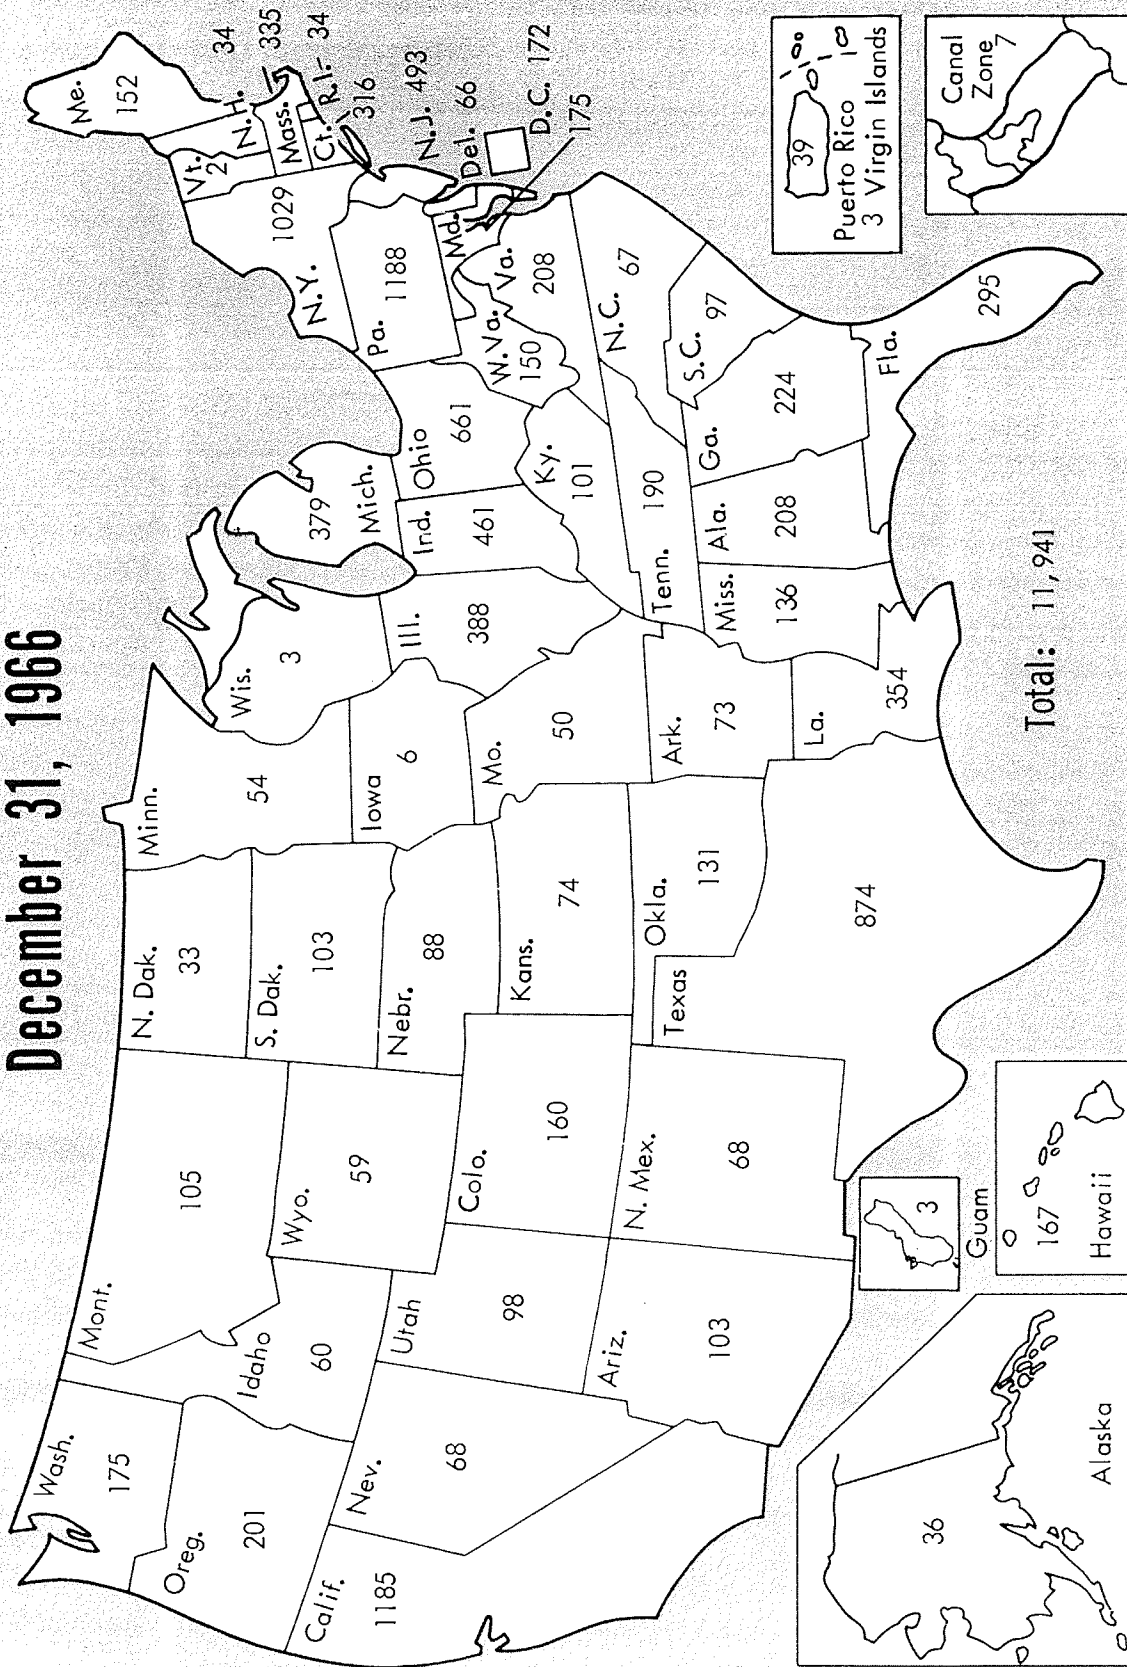 December 31, 1966
Wash.
175
Oreg.
201
Calif.
1185
Nev.
68
Idaho
60
Mont.
105
Wyo.
59
Utah
98
Ariz.
103
Colo.
160
N. Mex.
68
N. Dak.
33
S. Dak.
103
Nebr.
88
Kans.
74
Okla.
131
Texas
874
Minn.
54
Iowa
6
Mo.
50
Ark.
73
La.
354
Wis.
3
Ill.
388
Mich.
379
Ind.
461
Ohio
661
Ky.
101
Tenn.
190
Miss.
136
Ala.
208
Ga.
224
Fla.
295
S.C.
97
N.C.
67
Va.
208
W.Va.
150
Md.
175
D.C. 172
Del. 66
N.J. 493
Pa.
1188
N.Y.
1029
Ct.
316
R.I.
34
Mass.
335
N.H.
34
Vt.
2
Me.
152
36
Alaska
3
Guam
167
Hawaii
Total: 11,941
39
Puerto Rico
3 Virgin Islands
Canal
Zone 7